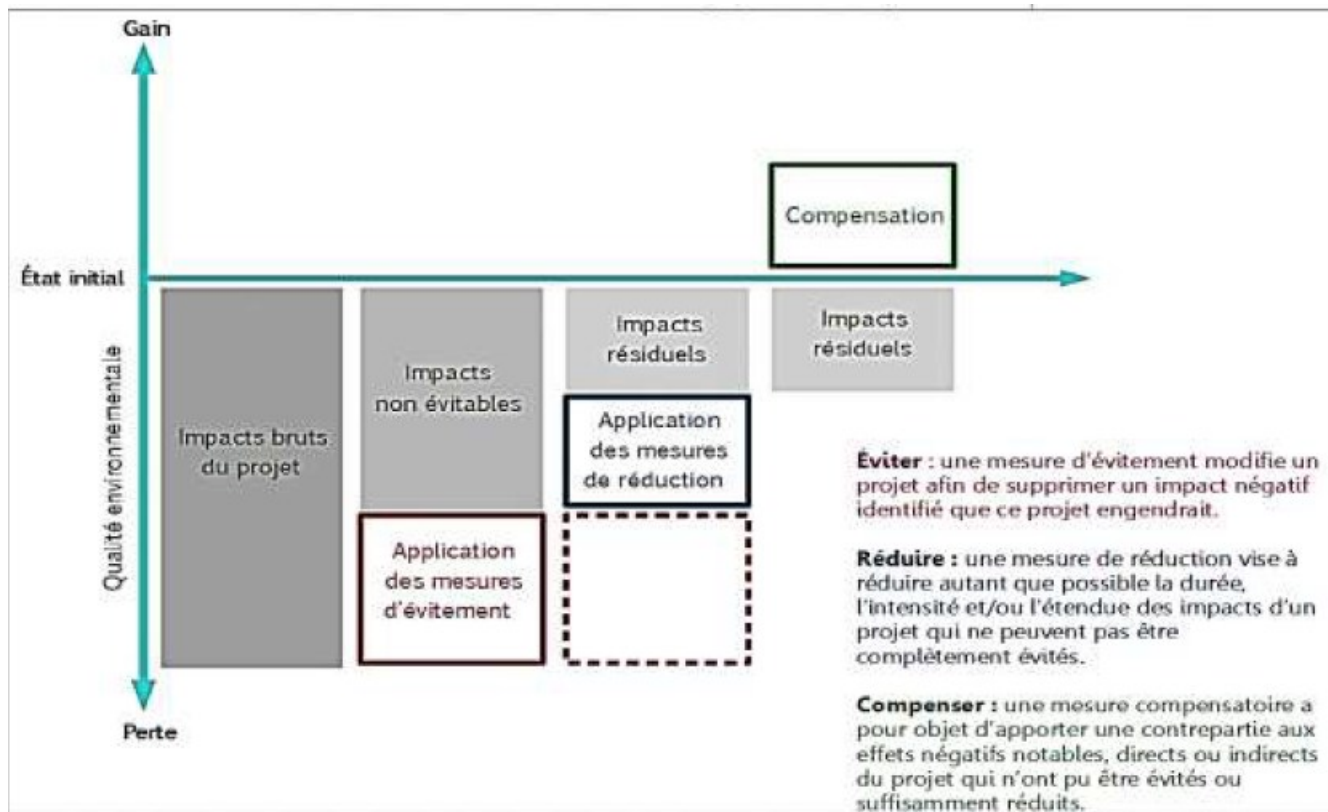 Gain
Compensation
État initial
Qualité environnementale
Impacts bruts
du projet
Impacts
non évitables
Application
des mesures
d'évitement
Impacts
résiduels
Application
des mesures
de réduction
Impacts
résiduels
Perte
Éviter : une mesure d'évitement modifie un
projet afin de supprimer un impact négatif
identifié que ce projet engendrait.
Réduire : une mesure de réduction vise à
réduire autant que possible la durée,
l'intensité et/ou l'étendue des impacts d'un
projet qui ne peuvent pas être
complètement évités.
Compenser : une mesure compensatoire a
pour objet d'apporter une contrepartie aux
effets négatifs notables, directs ou indirects
du projet qui n'ont pu être évités ou
suffisamment réduits.